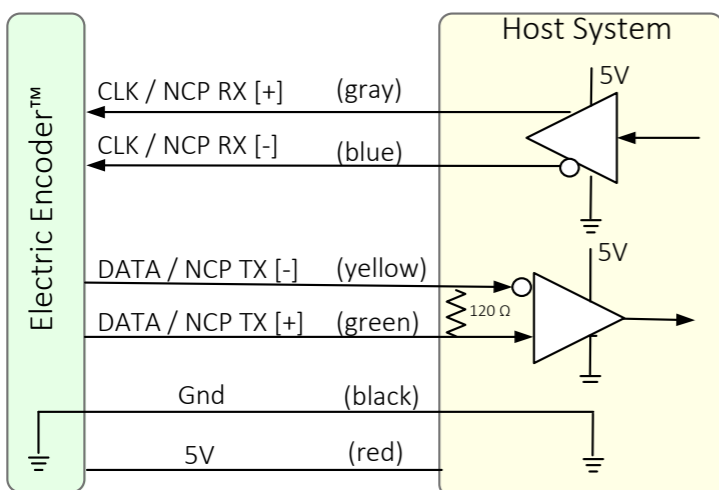 Host System
Electric Encoder™
5V
CLK / NCP RX [+] (gray)
CLK / NCP RX [-] (blue)
5V
DATA / NCP TX [-] (yellow)
120 Ω
DATA / NCP TX [+] (green)
Gnd (black)
5V (red)